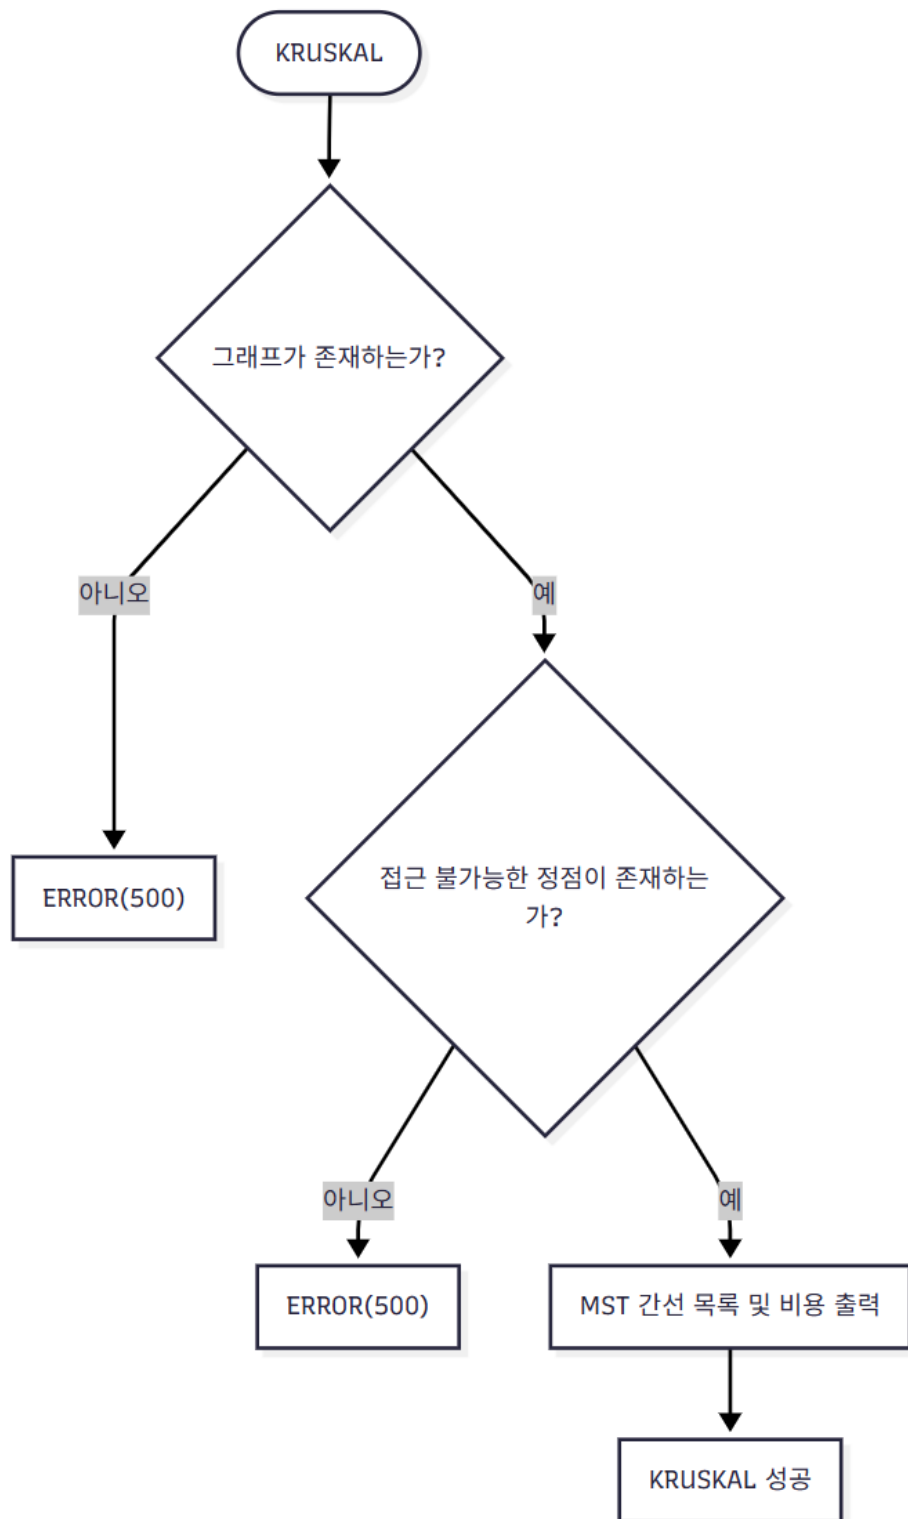 KRUSKAL
그래프가 존재하는가?
아니오
예
ERROR(500)
접근 불가능한 정점이 존재하는
가?
아니오
예
ERROR(500)
MST 간선 목록 및 비용 출력
KRUSKAL 성공